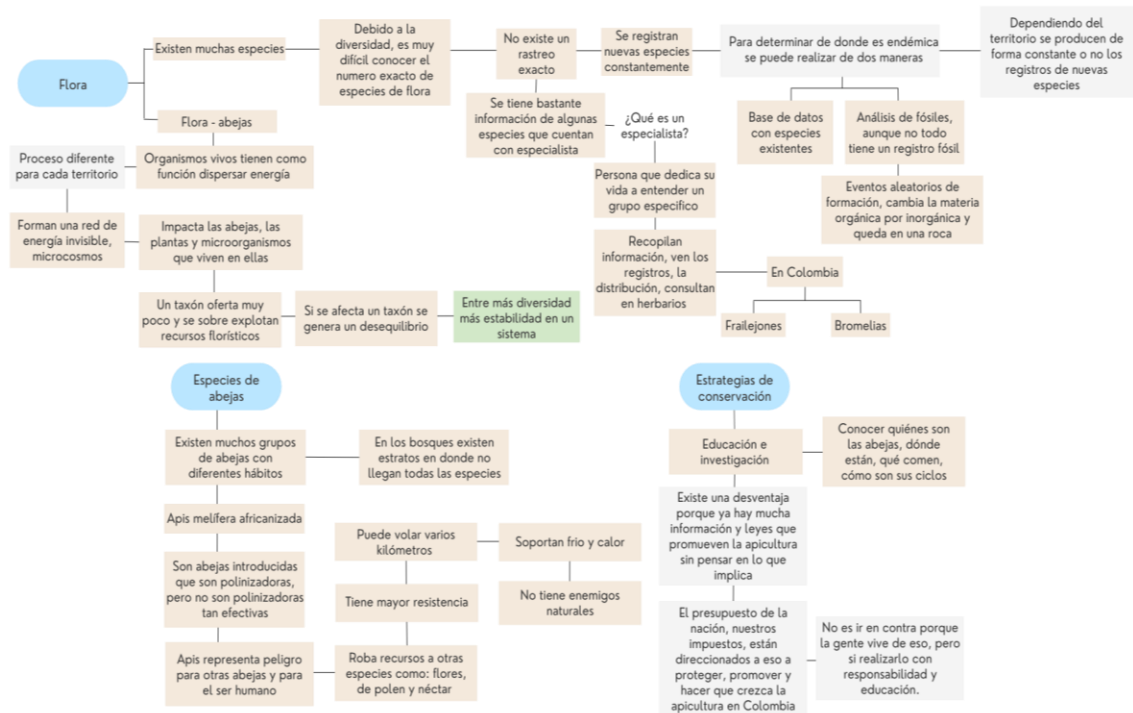 Flora
Existen muchas especies
Debido a la
diversidad, es muy
difícil conocer el
numero exacto de
especies de flora
No existe un
rastreo
exacto
Se registran
nuevas especies
constantemente
Para determinar de donde es endémica
se puede realizar de dos maneras
Dependiendo del
territorio se producen de
forma constante o no los
registros de nuevas
especies
Se tiene bastante
información de algunas
especies que cuentan
con especialista
¿Qué es un
especialista?
Base de datos
con especies
existentes
Análisis de fósiles,
aunque no todo
tiene un registro fósil
Persona que dedica su
vida a entender un
grupo especifico
Eventos aleatorios de
formación, cambia la materia
orgánica por inorgánica y
queda en una roca
Recopilan
información, ven los
registros, la
distribución, consultan
en herbarios
En Colombia
Frailejones
Bromelias
Flora - abejas
Organismos vivos tienen como
función dispersar energía
Proceso diferente
para cada territorio
Forman una red de
energía invisible,
microcosmos
Impacta las abejas, las
plantas y microorganismos
que viven en ellas
Un taxón oferta muy
poco y se sobre explotan
recursos florísticos
Si se afecta un taxón se
genera un desequilibrio
Entre más diversidad
más estabilidad en un
sistema
Especies de
abejas
Existen muchos grupos
de abejas con
diferentes hábitos
En los bosques existen
estratos en donde no
llegan todas las especies
Apis melífera africanizada
Son abejas introducidas
que son polinizadoras,
pero no son polinizadoras
tan efectivas
Apis representa peligro
para otras abejas y para
el ser humano
Roba recursos a otras
especies como: flores,
de polen y néctar
Tiene mayor resistencia
Puede volar varios
kilómetros
Soportan frio y calor
No tiene enemigos
naturales
Estrategias de
conservación
Educación e
investigación
Conocer quiénes son
las abejas, dónde
están, qué comen,
cómo son sus ciclos
Existe una desventaja
porque ya hay mucha
información y leyes que
promueven la apicultura
sin pensar en lo que
implica
El presupuesto de la
nación, nuestros
impuestos, están
direccionados a eso a
proteger, promover y
hacer que crezca la
apicultura en Colombia
No es ir en contra porque
la gente vive de eso, pero
si realizarlo con
responsabilidad y
educación.